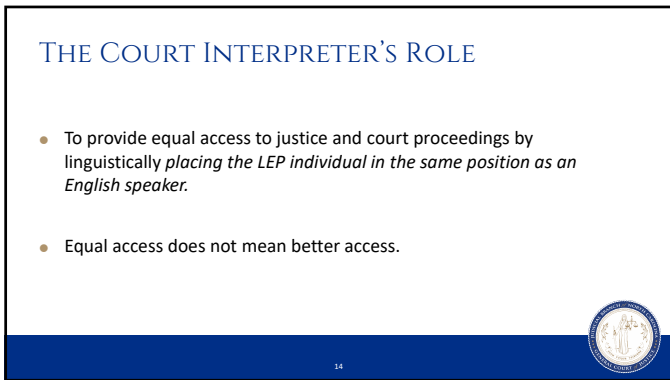 The Court Interpreter’s Role
● To provide equal access to justice and court proceedings by
linguistically placing the LEP individual in the same position as an
English speaker.
● Equal access does not mean better access.
14